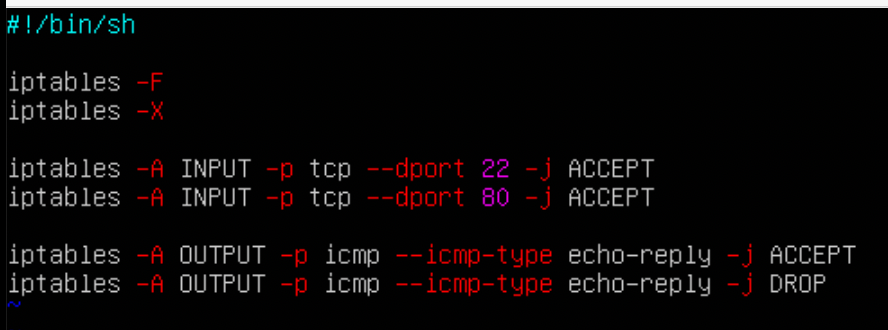 #!/bin/sh
iptables -F
iptables -X
iptables -A INPUT -p tcp --dport 22 -j ACCEPT
iptables -A INPUT -p tcp --dport 80 -j ACCEPT
iptables -A OUTPUT -p icmp --icmp-type echo-reply -j ACCEPT
iptables -A OUTPUT -p icmp --icmp-type echo-reply -j DROP
~